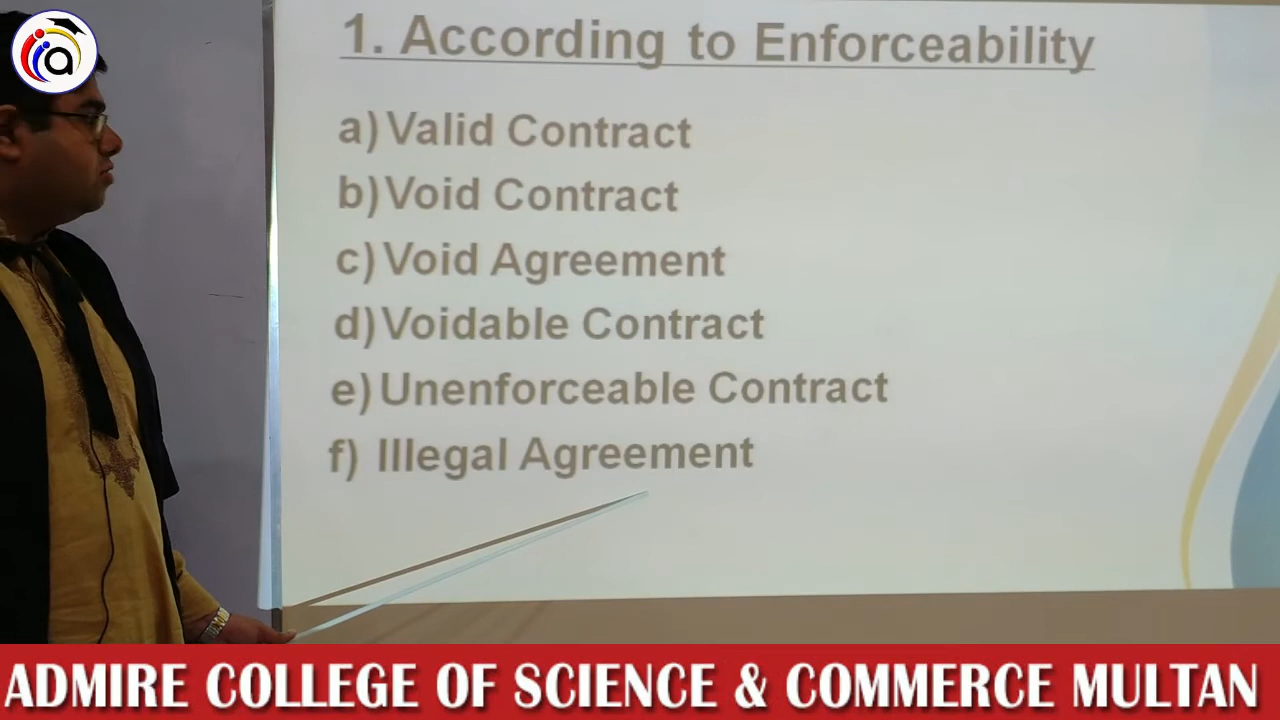 a
1. According to Enforceability
a) Valid Contract
b) Void Contract
c) Void Agreement
d) Voidable Contract
e) Unenforceable Contract
f) Illegal Agreement
ADMIRE COLLEGE OF SCIENCE & COMMERCE MULTAN